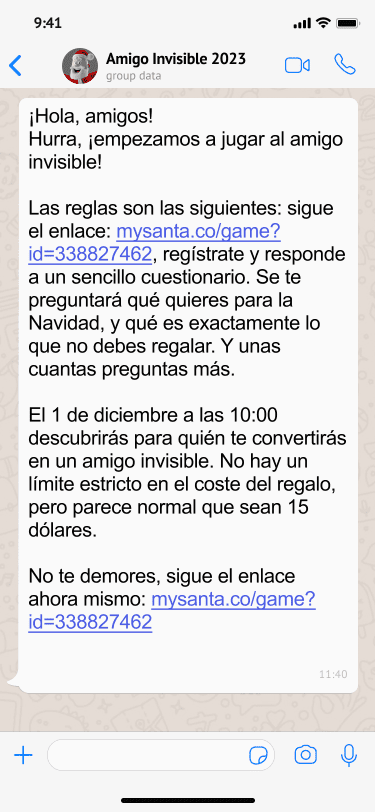 9:41
Amigo Invisible 2023
group data
¡Hola, amigos!
Hurra, ¡empezamos a jugar al amigo
invisible!
Las reglas son las siguientes: sigue
el enlace: mysanta.co/game?
id=338827462, regístrate y responde
a un sencillo cuestionario. Se te
preguntará qué quieres para la
Navidad, y qué es exactamente lo
que no debes regalar. Y unas
cuantas preguntas más.
El 1 de diciembre a las 10:00
descubrirás para quién te convertirás
en un amigo invisible. No hay un
límite estricto en el coste del regalo,
pero parece normal que sean 15
dólares.
No te demores, sigue el enlace
ahora mismo: mysanta.co/game?
id=338827462
11:40